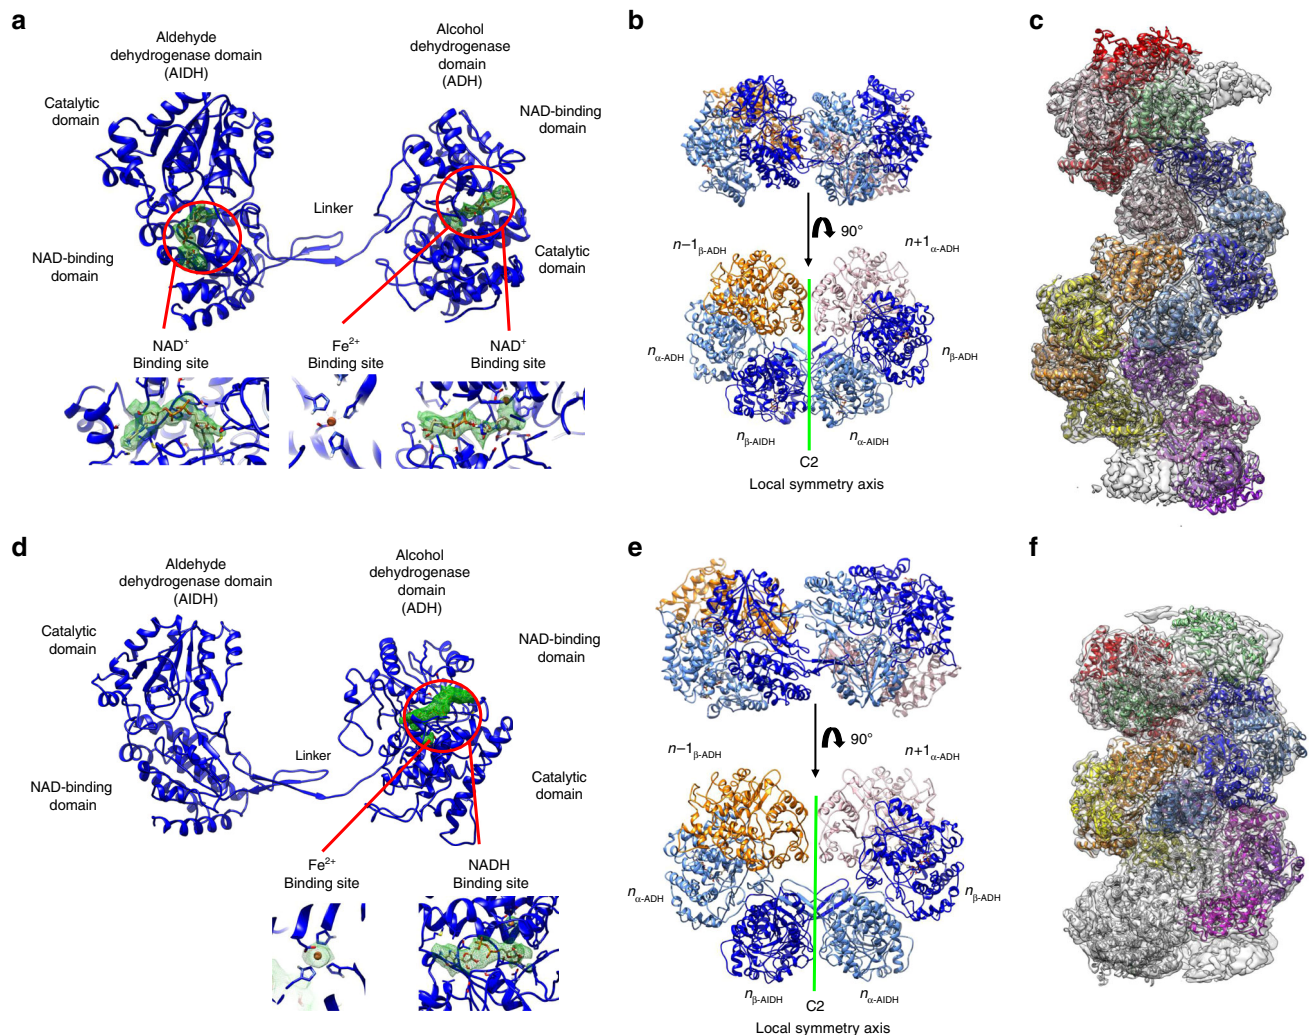 a
Aldehyde
dehydrogenase domain
(AIDH)
Alcohol
dehydrogenase
domain
(ADH)
Catalytic
domain
NAD-binding
domain
Linker
NAD-binding
domain
Catalytic
domain
NAD⁺
Binding site
Fe²⁺
Binding site
NAD⁺
Binding site
b
90°
n−1β-ADH
n+1α-ADH
nα-ADH
nβ-ADH
nβ-AIDH
nα-AIDH
C2
Local symmetry axis
c
d
Aldehyde
dehydrogenase domain
(AIDH)
Alcohol
dehydrogenase
domain
(ADH)
Catalytic
domain
NAD-binding
domain
Linker
NAD-binding
domain
Catalytic
domain
Fe²⁺
Binding site
NADH
Binding site
e
90°
n−1β-ADH
n+1α-ADH
nα-ADH
nβ-ADH
nβ-AIDH
nα-AIDH
C2
Local symmetry axis
f